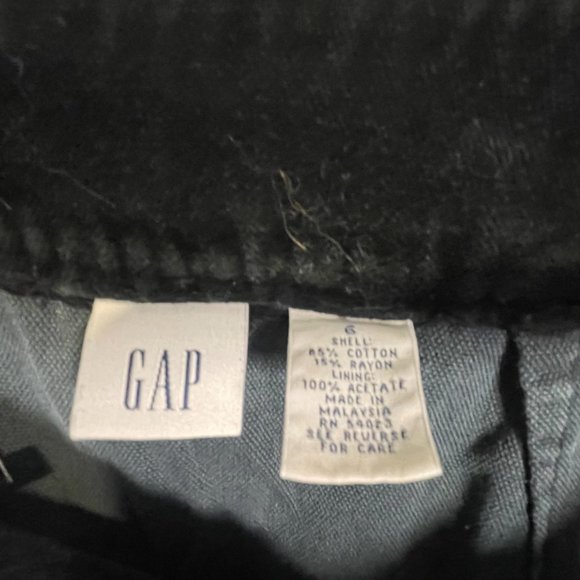 GAP
6
SHELL:
85% COTTON
15% RAYON
LINING:
100% ACETATE
MADE IN
MALAYSIA
RN 54023
SEE REVERSE
FOR CARE